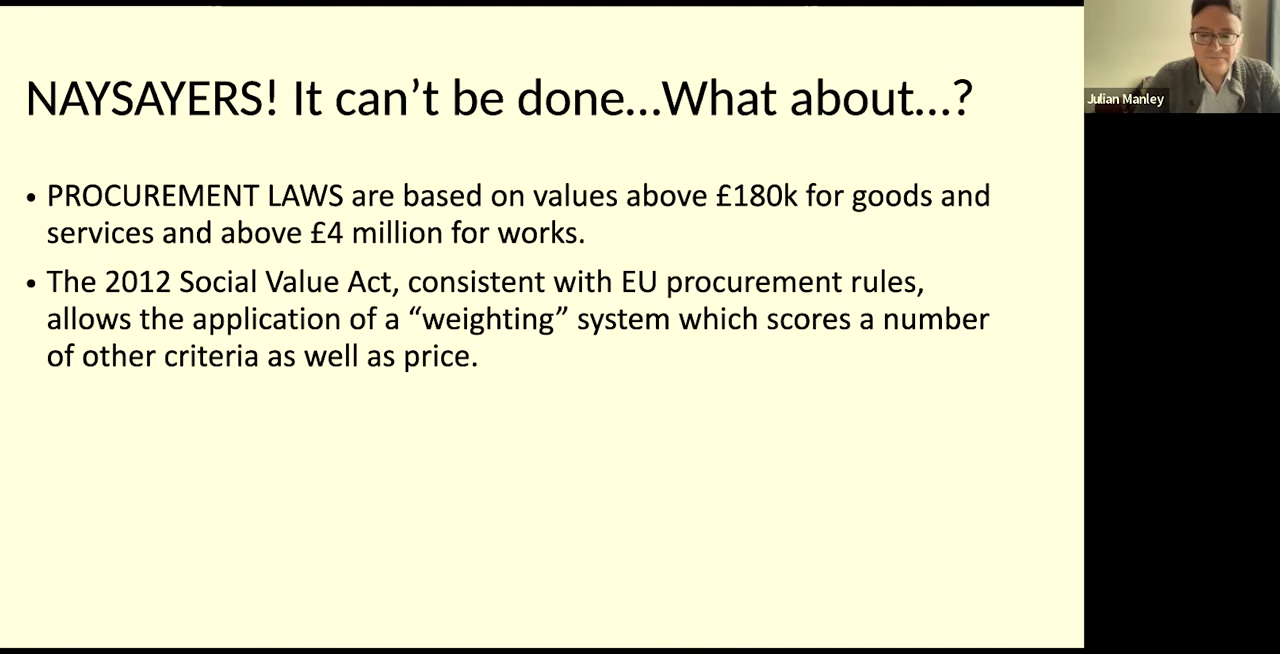 NAYSAYERS! It can’t be done…What about…?
• PROCUREMENT LAWS are based on values above £180k for goods and
services and above £4 million for works.
• The 2012 Social Value Act, consistent with EU procurement rules,
allows the application of a “weighting” system which scores a number
of other criteria as well as price.
Julian Manley